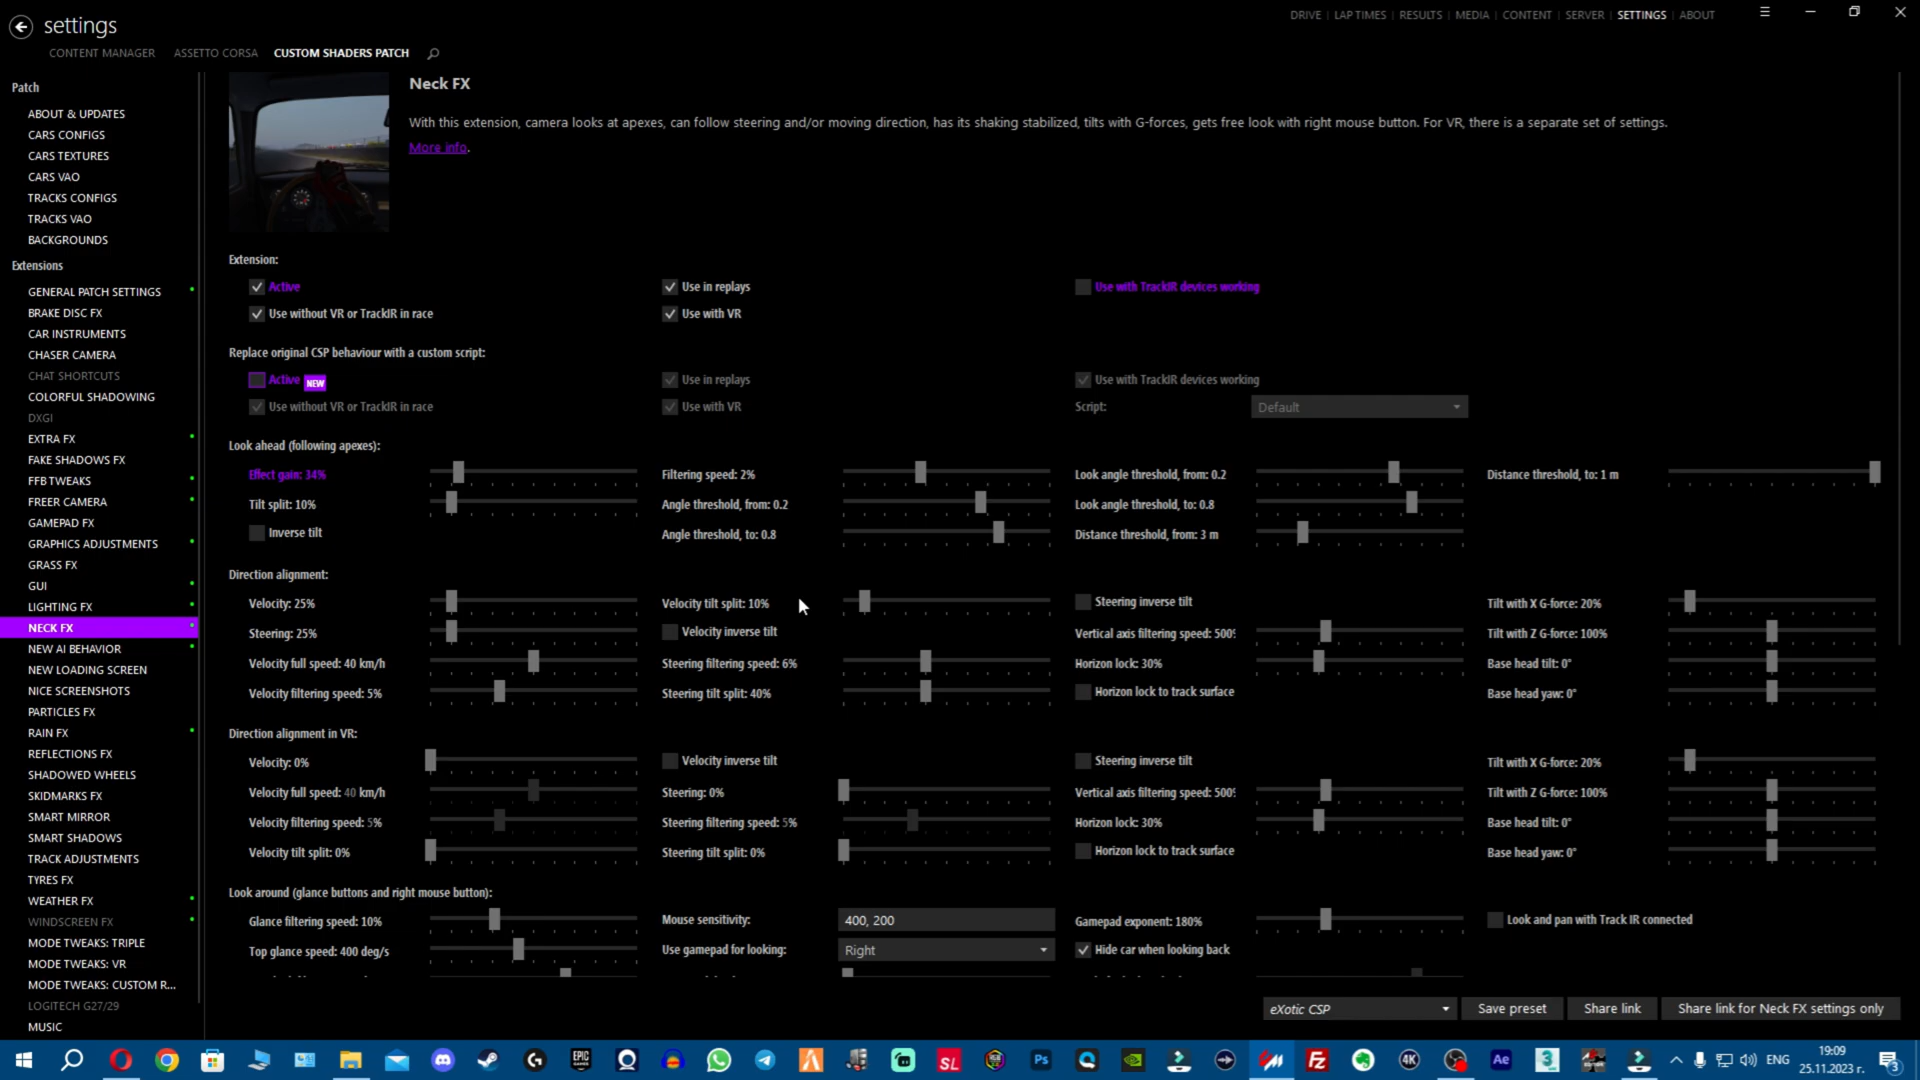 settings
DRIVE | LAP TIMES | RESULTS | MEDIA | CONTENT | SERVER | SETTINGS | ABOUT
CONTENT MANAGER ASSETTO CORSA CUSTOM SHADERS PATCH
Patch
ABOUT & UPDATES
CARS CONFIGS
CARS TEXTURES
CARS VAO
TRACKS CONFIGS
TRACKS VAO
BACKGROUNDS
Extensions
GENERAL PATCH SETTINGS
BRAKE DISC FX
CAR INSTRUMENTS
CHASER CAMERA
CHAT SHORTCUTS
COLORFUL SHADOWING
DXGI
EXTRA FX
FAKE SHADOWS FX
FFB TWEAKS
FREER CAMERA
GAMEPAD FX
GRAPHICS ADJUSTMENTS
GRASS FX
GUI
LIGHTING FX
NECK FX
NEW AI BEHAVIOR
NEW LOADING SCREEN
NICE SCREENSHOTS
PARTICLES FX
RAIN FX
REFLECTIONS FX
SHADOWED WHEELS
SKIDMARKS FX
SMART MIRROR
SMART SHADOWS
TRACK ADJUSTMENTS
TYRES FX
WEATHER FX
WINDSCREEN FX
MODE TWEAKS: TRIPLE
MODE TWEAKS: VR
MODE TWEAKS: CUSTOM R...
LOGITECH G27/29
MUSIC
Neck FX
With this extension, camera looks at apexes, can follow steering and/or moving direction, has its shaking stabilized, tilts with G-forces, gets free look with right mouse button. For VR, there is a separate set of settings.
More info.
Extension:
Active Use in replays Use with TrackIR devices working
Use without VR or TrackIR in race Use with VR
Replace original CSP behaviour with a custom script:
Active NEW Use in replays Use with TrackIR devices working
Use without VR or TrackIR in race Use with VR Script: Default
Look ahead (following apexes):
Effect gain: 34% Filtering speed: 2% Look angle threshold, from: 0.2 Distance threshold, to: 1 m
Tilt split: 10% Angle threshold, from: 0.2 Look angle threshold, to: 0.8
Inverse tilt Angle threshold, to: 0.8 Distance threshold, from: 3 m
Direction alignment:
Velocity: 25% Velocity tilt split: 10% Steering inverse tilt Tilt with X G-force: 20%
Steering: 25% Velocity inverse tilt Vertical axis filtering speed: 500% Tilt with Z G-force: 100%
Velocity full speed: 40 km/h Steering filtering speed: 6% Horizon lock: 30% Base head tilt: 0°
Velocity filtering speed: 5% Steering tilt split: 40% Horizon lock to track surface Base head yaw: 0°
Direction alignment in VR:
Velocity: 0% Velocity inverse tilt Steering inverse tilt Tilt with X G-force: 20%
Velocity full speed: 40 km/h Steering: 0% Vertical axis filtering speed: 500% Tilt with Z G-force: 100%
Velocity filtering speed: 5% Steering filtering speed: 5% Horizon lock: 30% Base head tilt: 0°
Velocity tilt split: 0% Steering tilt split: 0% Horizon lock to track surface Base head yaw: 0°
Look around (glance buttons and right mouse button):
Glance filtering speed: 10% Mouse sensitivity: 400, 200 Gamepad exponent: 180% Look and pan with Track IR connected
Top glance speed: 400 deg/s Use gamepad for looking: Right Hide car when looking back
eXotic CSP Save preset Share link Share link for Neck FX settings only
SL Ps 4K Ae 3 ENG 19:09
25.11.2023 г. 3